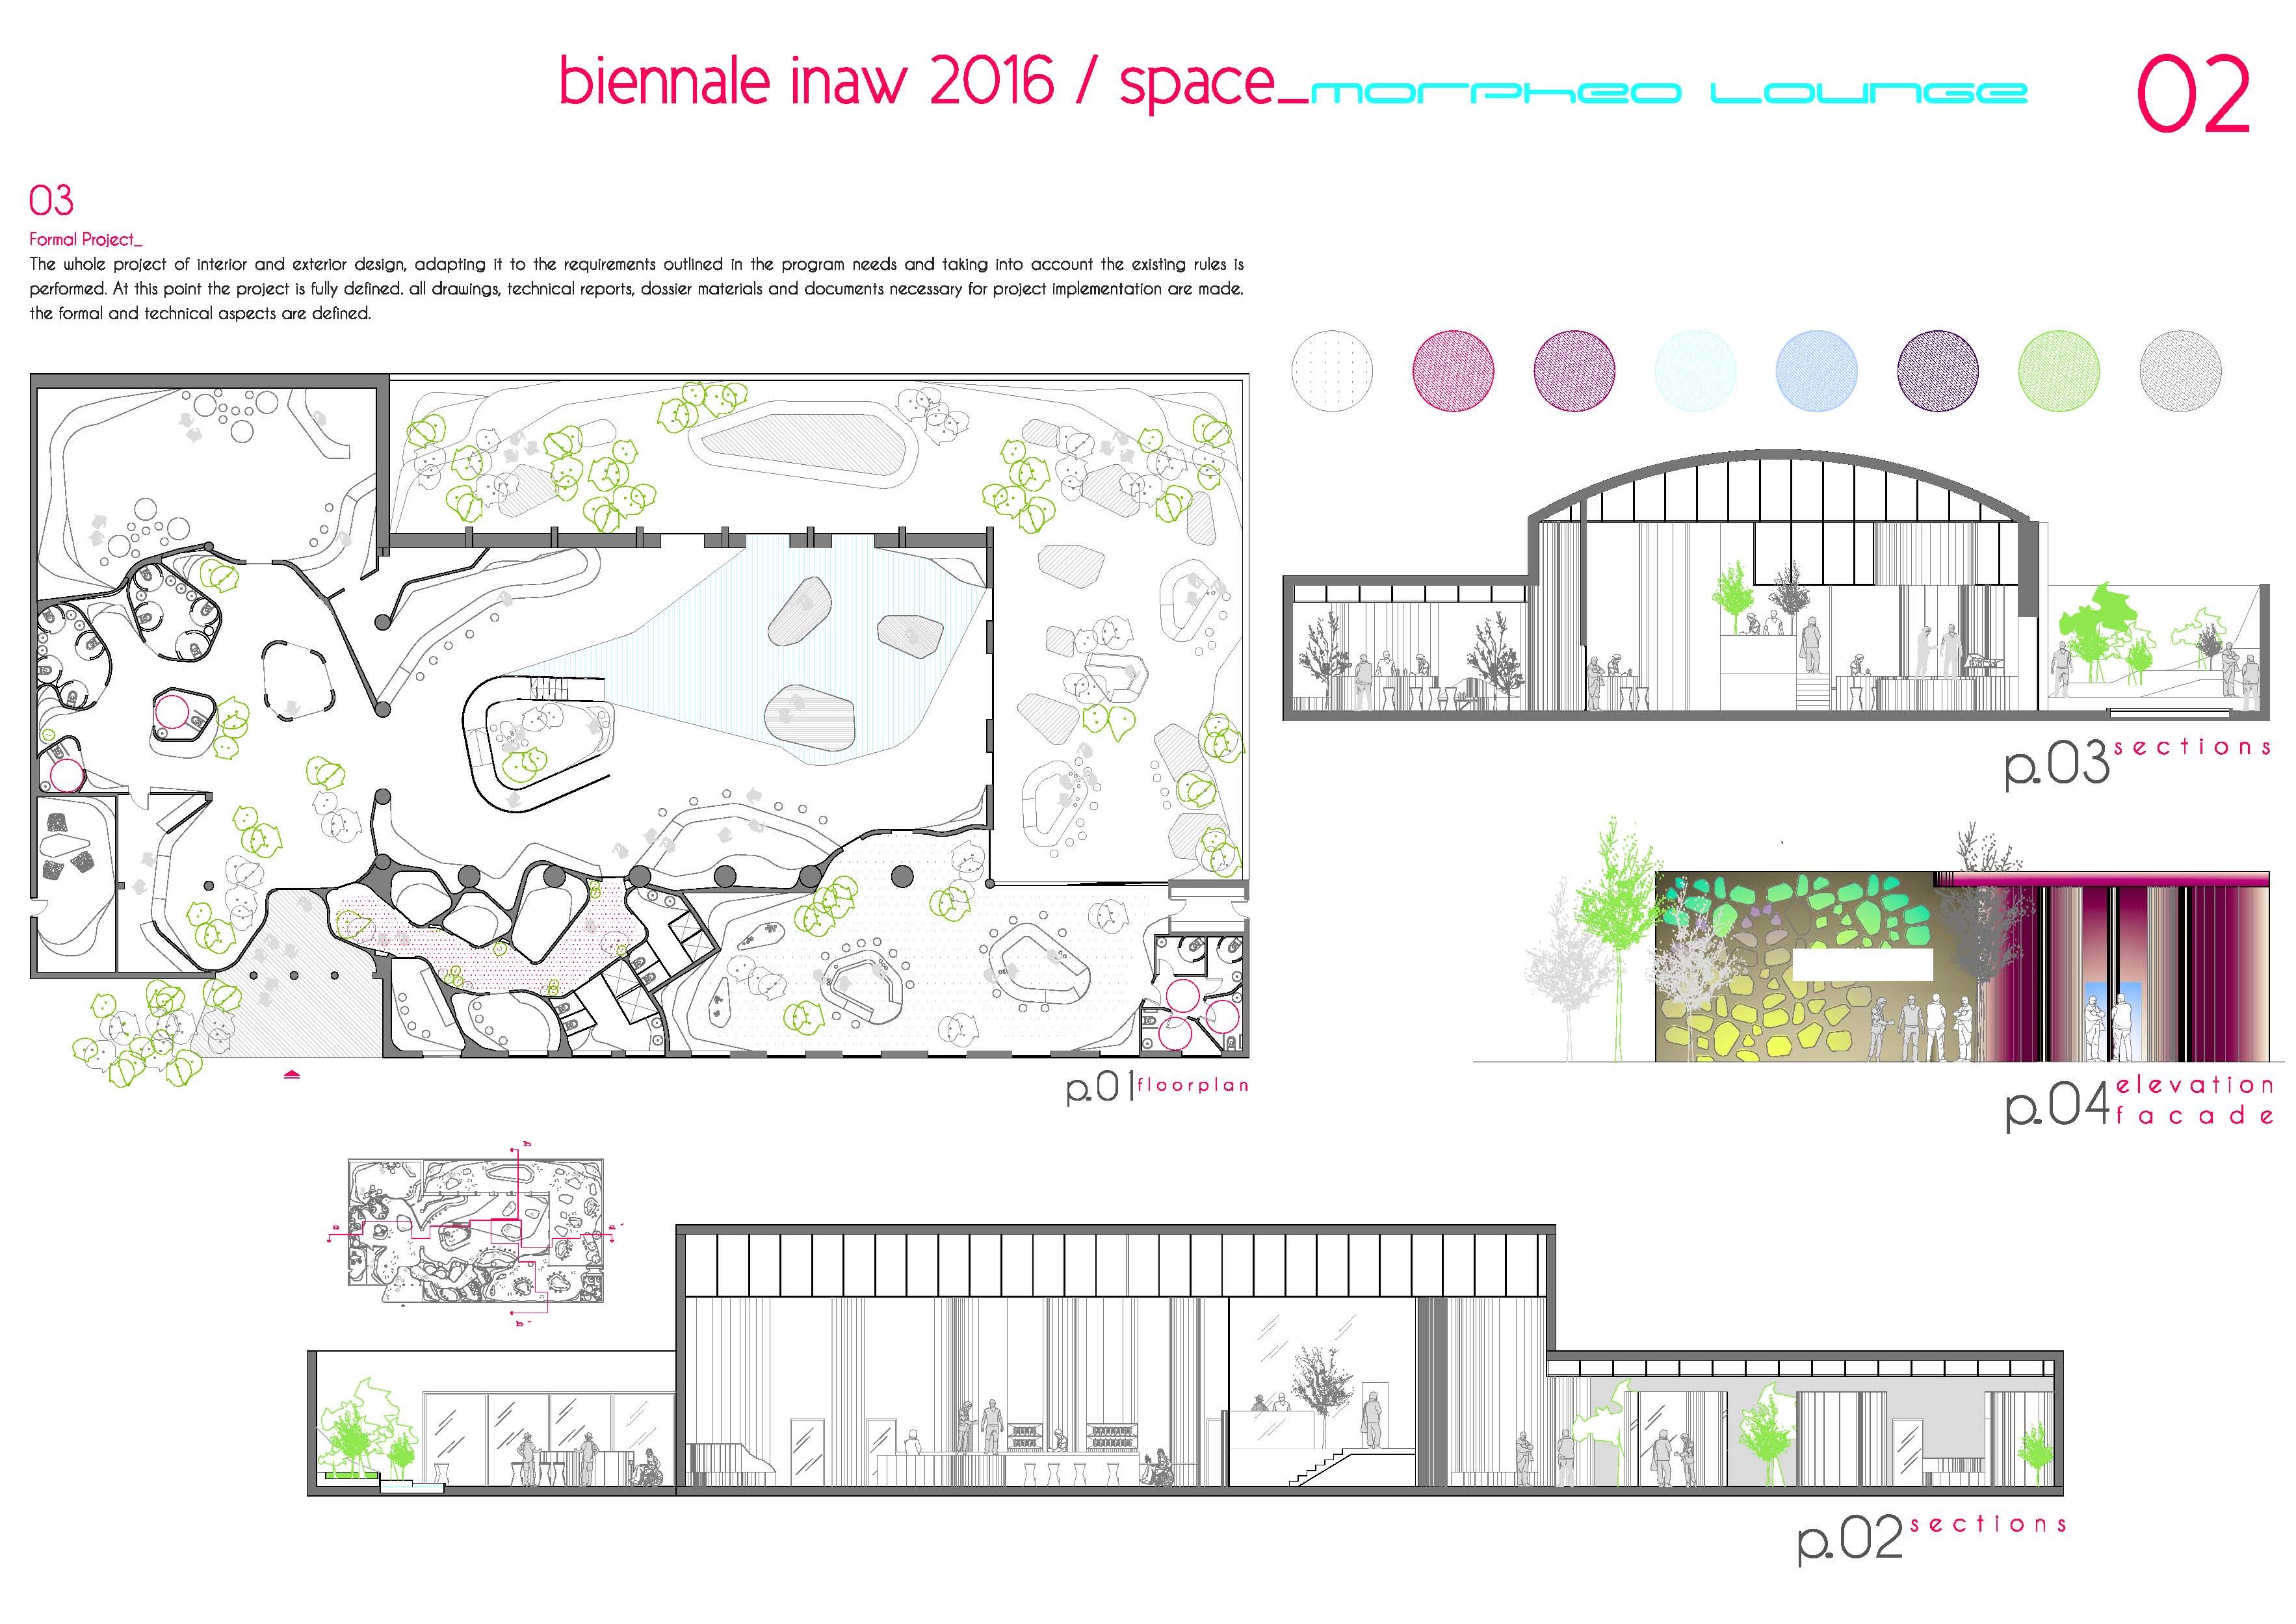 biennale inaw 2016 / space_morpheo lounge
02
03
Formal Project_
The whole project of interior and exterior design, adapting it to the requirements outlined in the program needs and taking into account the existing rules is
performed. At this point the project is fully defined. all drawings, technical reports, dossier materials and documents necessary for project implementation are made.
the formal and technical aspects are defined.
p.03 sections
p.01 floorplan
p.04 elevation
facade
p.02 sections